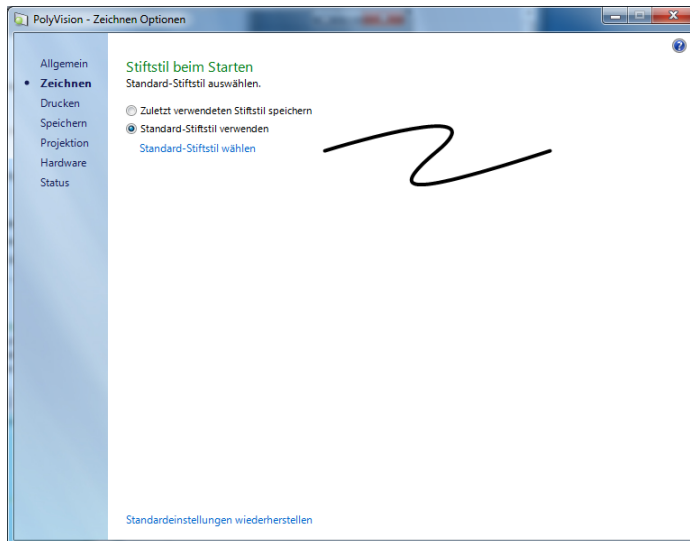 PolyVision - Zeichnen Optionen
Allgemein
Zeichnen
Drucken
Speichern
Projektion
Hardware
Status
Stiftstil beim Starten
Standard-Stiftstil auswählen.
Zuletzt verwendeten Stiftstil speichern
Standard-Stiftstil verwenden
Standard-Stiftstil wählen
Standardeinstellungen wiederherstellen